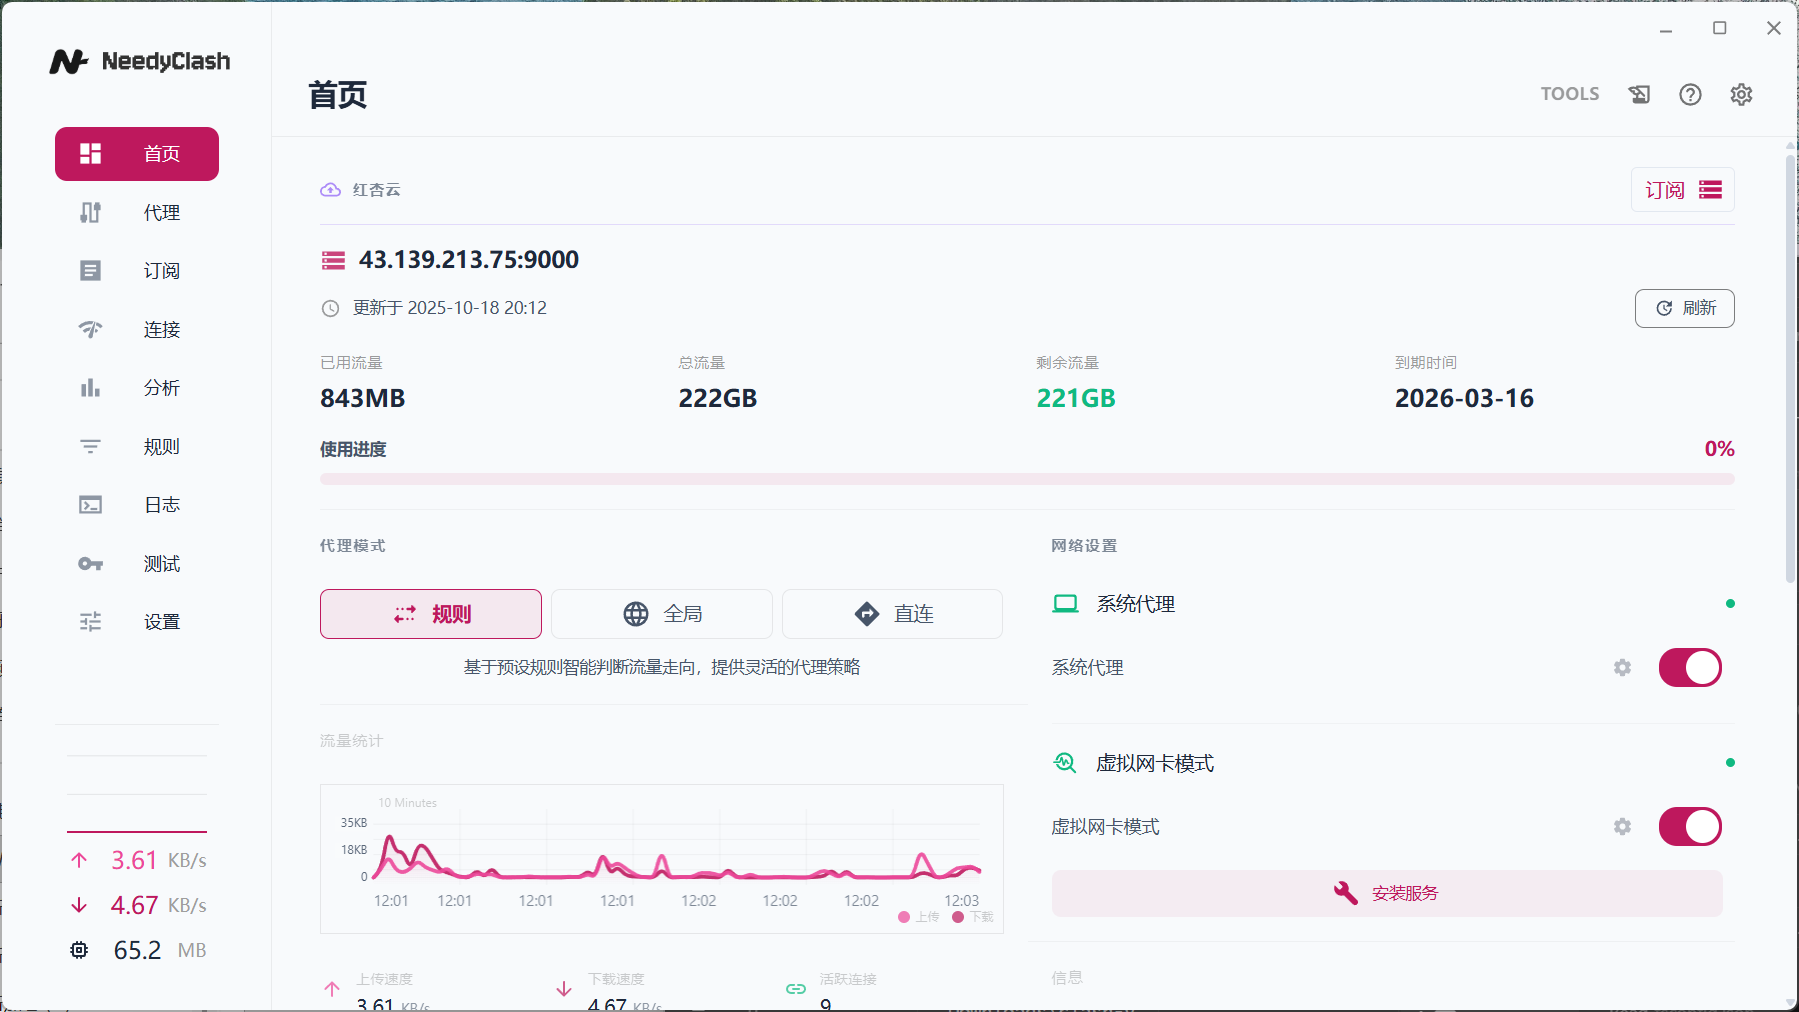 NeedyClash
首页
代理
订阅
连接
分析
规则
日志
测试
设置
3.61 KB/s
4.67 KB/s
65.2 MB
首页
TOOLS
红杏云
订阅
43.139.213.75:9000
更新于 2025-10-18 20:12
刷新
已用流量
843MB
总流量
222GB
剩余流量
221GB
到期时间
2026-03-16
使用进度
0%
代理模式
规则
全局
直连
基于预设规则智能判断流量走向，提供灵活的代理策略
流量统计
10 Minutes
35KB
18KB
0
12:01 12:01 12:01 12:01 12:02 12:02 12:02 12:03
上传 下载
上传速度
3.61 KB/s
下载速度
4.67 KB/s
活跃连接
9
网络设置
系统代理
系统代理
虚拟网卡模式
虚拟网卡模式
安装服务
信息